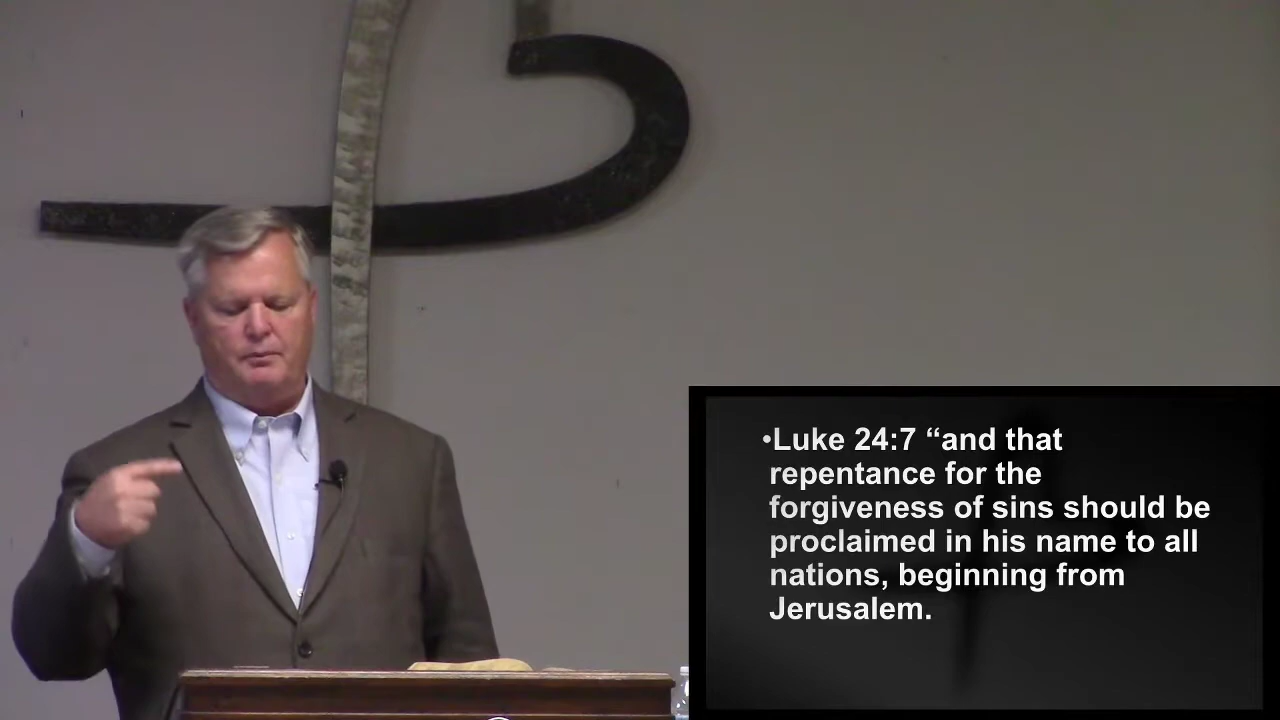 •Luke 24:7 “and that
repentance for the
forgiveness of sins should be
proclaimed in his name to all
nations, beginning from
Jerusalem.